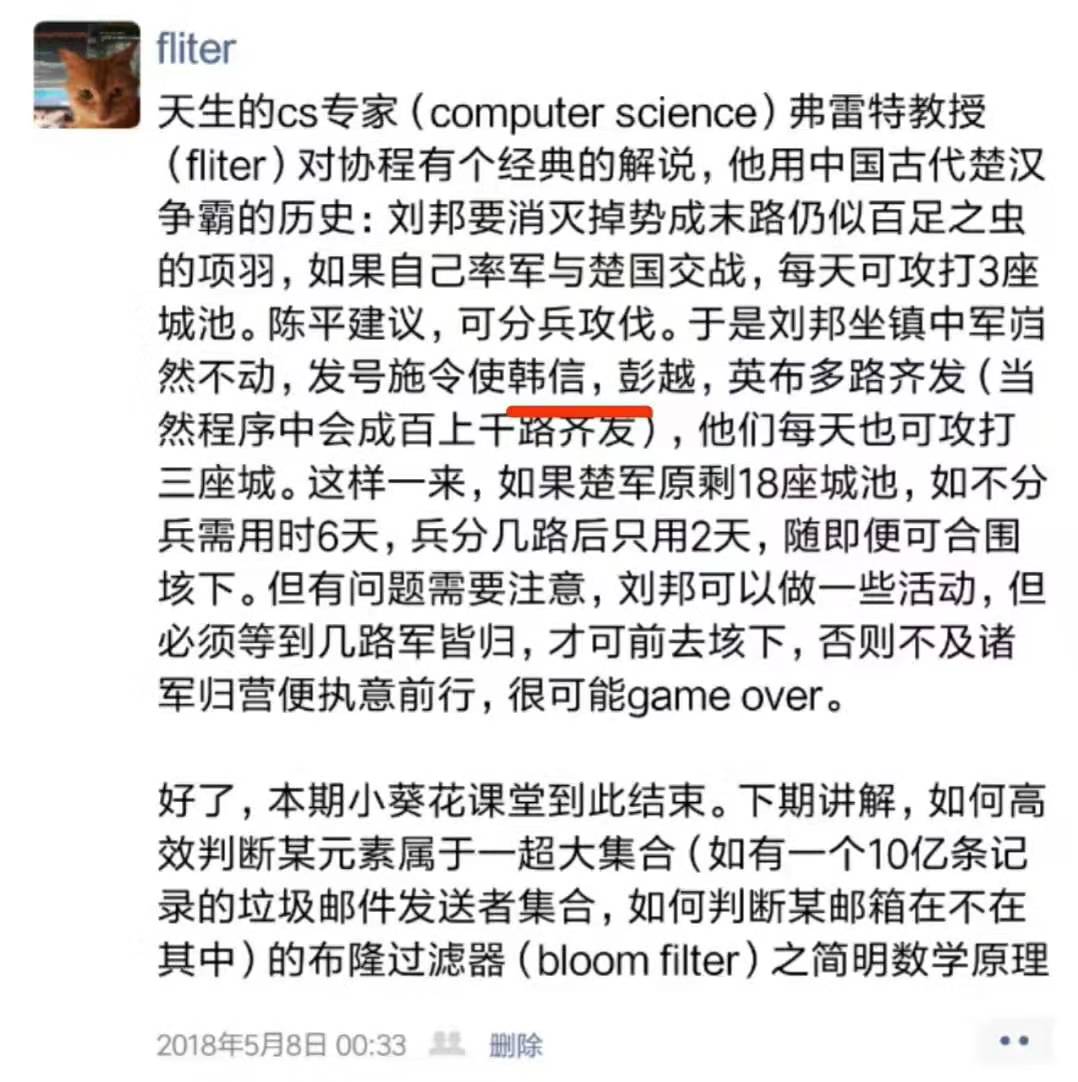 fliter
天生的cs专家（computer science）弗雷特教授
（fliter）对协程有个经典的解说，他用中国古代楚汉
争霸的历史：刘邦要消灭掉势成末路仍似百足之虫
的项羽，如果自己率军与楚国交战，每天可攻打3座
城池。陈平建议，可分兵攻伐。于是刘邦坐镇中军岿
然不动，发号施令使韩信，彭越，英布多路齐发（当
然程序中会成百上千路齐发），他们每天也可攻打
三座城。这样一来，如果楚军原剩18座城池，如不分
兵需用时6天，兵分几路后只用2天，随即便可合围
垓下。但有问题需要注意，刘邦可以做一些活动，但
必须等到几路军皆归，才可前去垓下，否则不及诸
军归营便执意前行，很可能game over。
好了，本期小葵花课堂到此结束。下期讲解，如何高
效判断某元素属于一超大集合（如有一个10亿条记
录的垃圾邮件发送者集合，如何判断某邮箱在不在
其中）的布隆过滤器（bloom filter）之简明数学原理
2018年5月8日 00:33 删除